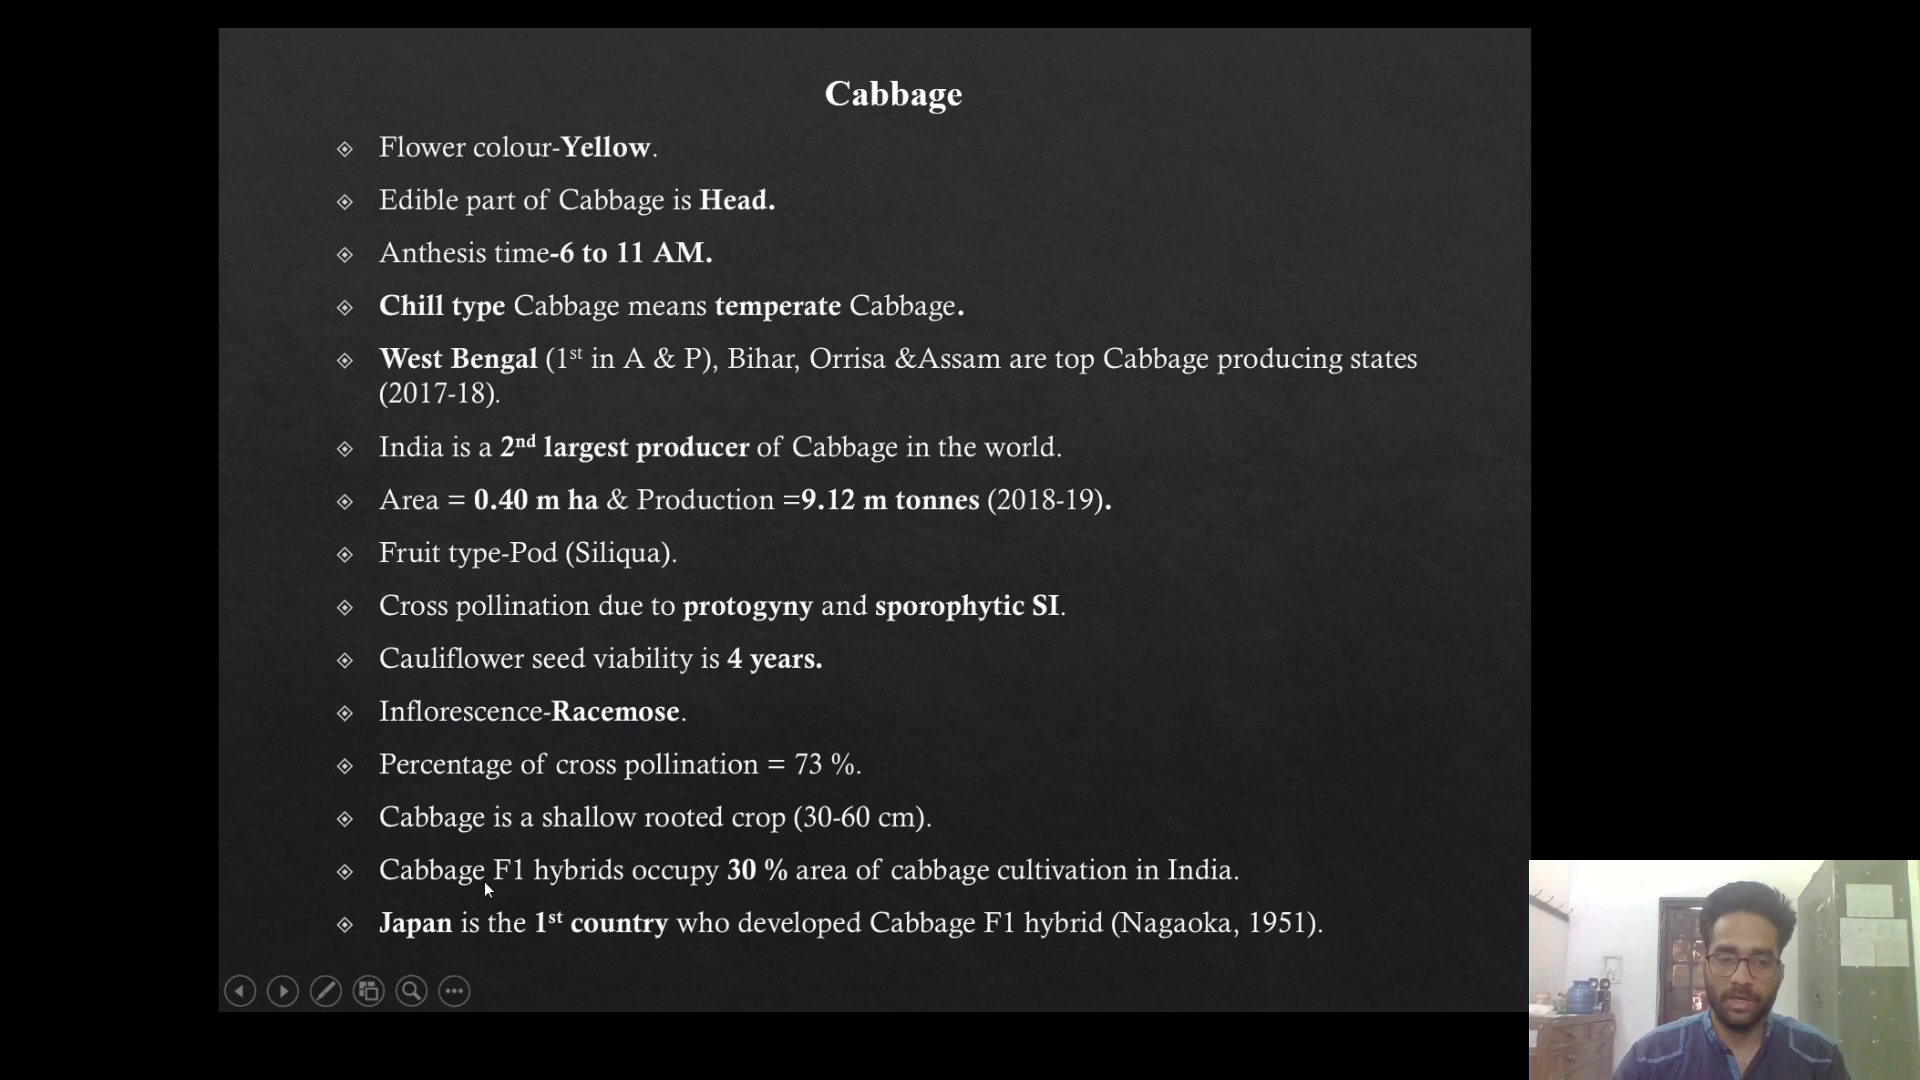 Cabbage
Flower colour-Yellow.
Edible part of Cabbage is Head.
Anthesis time-6 to 11 AM.
Chill type Cabbage means temperate Cabbage.
West Bengal (1st in A & P), Bihar, Orrisa &Assam are top Cabbage producing states
(2017-18).
India is a 2nd largest producer of Cabbage in the world.
Area = 0.40 m ha & Production =9.12 m tonnes (2018-19).
Fruit type-Pod (Siliqua).
Cross pollination due to protogyny and sporophytic SI.
Cauliflower seed viability is 4 years.
Inflorescence-Racemose.
Percentage of cross pollination = 73 %.
Cabbage is a shallow rooted crop (30-60 cm).
Cabbage F1 hybrids occupy 30 % area of cabbage cultivation in India.
Japan is the 1st country who developed Cabbage F1 hybrid (Nagaoka, 1951).